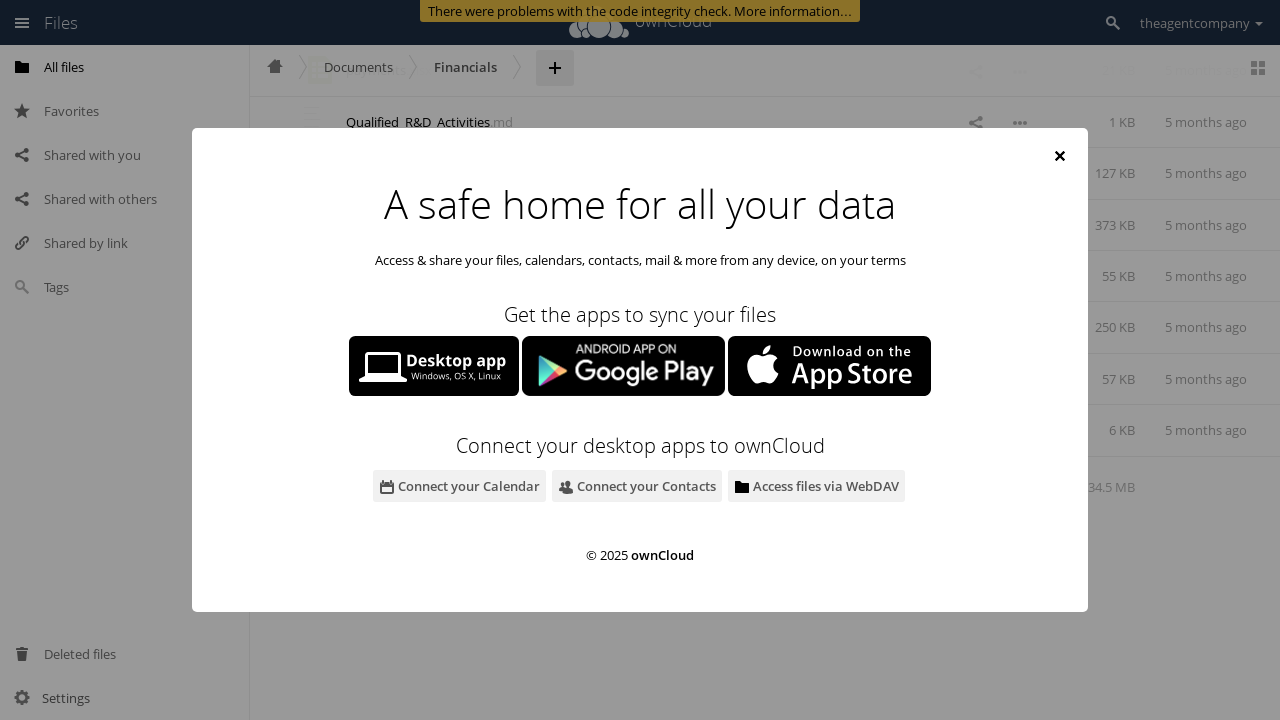 There were problems with the code integrity check. More information…
Files
ownCloud
theagentcompany
All files
Documents
Financials
Favorites
Qualified_R&D_Activities.md
1 KB
5 months ago
Shared with you
127 KB
5 months ago
A safe home for all your data
Shared with others
373 KB
5 months ago
Shared by link
Access & share your files, calendars, contacts, mail & more from any device, on your terms
55 KB
5 months ago
Tags
Get the apps to sync your files
250 KB
5 months ago
Desktop app
Windows, OS X, Linux
ANDROID APP ON
Google Play
Download on the
App Store
57 KB
5 months ago
Connect your desktop apps to ownCloud
6 KB
5 months ago
Connect your Calendar
Connect your Contacts
Access files via WebDAV
34.5 MB
© 2025 ownCloud
Deleted files
Settings